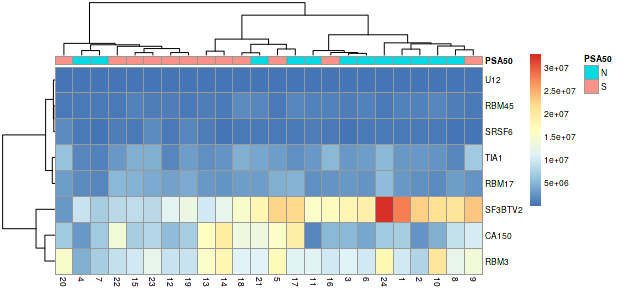 PSA50
U12
RBM45
SRSF6
TIA1
RBM17
SF3BTV2
CA150
RBM3
20 4 7 22 15 23 12 19 13 14 18 21 5 17 11 16 3 6 24 1 2 10 8 9
3e+07
2.5e+07
2e+07
1.5e+07
1e+07
5e+06
PSA50
N
S